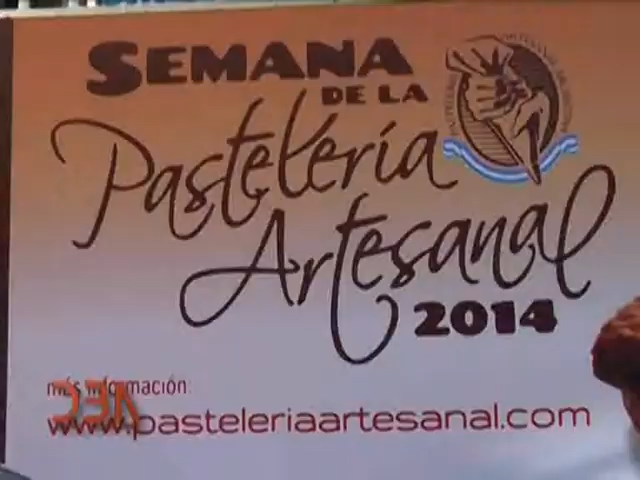 SEMANA
DE LA
Pastelería
Artesanal
2014
más información:
www.pasteleriaartesanal.com